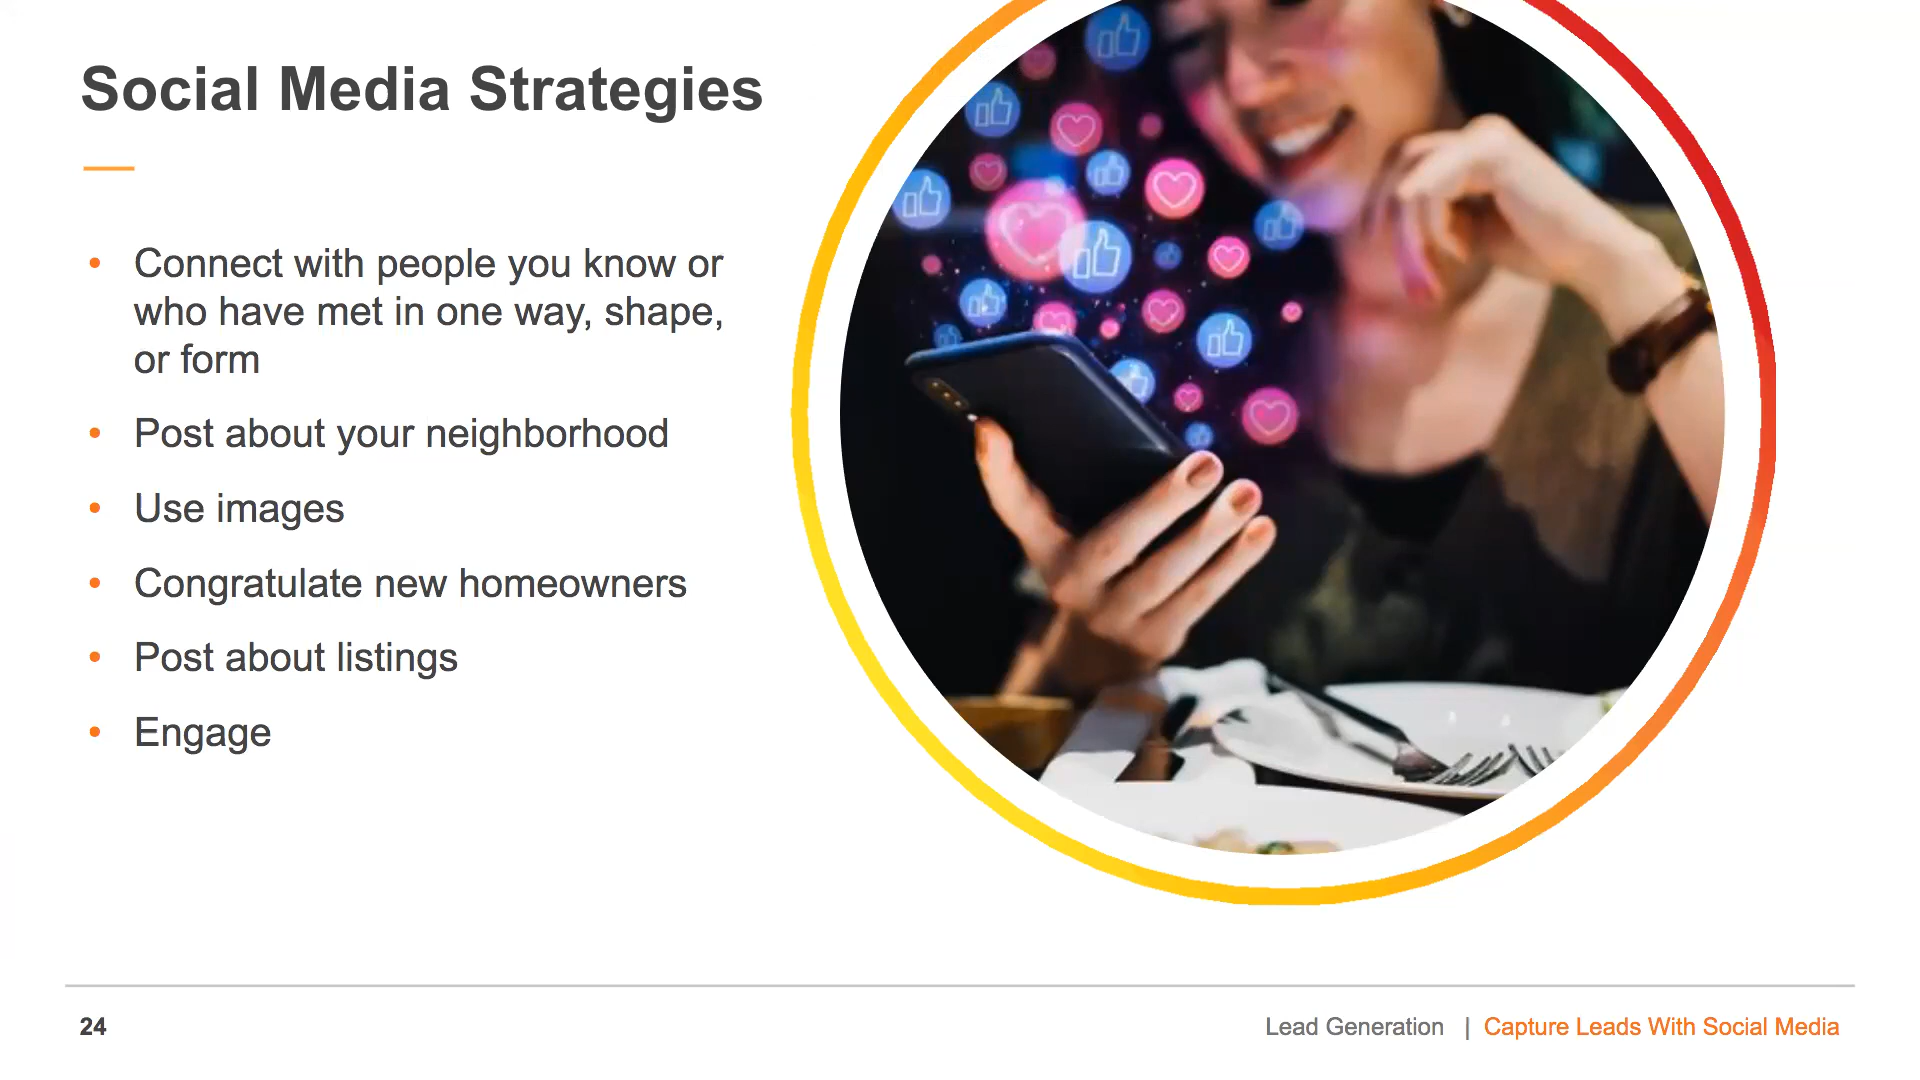 Social Media Strategies
• Connect with people you know or
who have met in one way, shape,
or form
• Post about your neighborhood
• Use images
• Congratulate new homeowners
• Post about listings
• Engage
24
Lead Generation | Capture Leads With Social Media